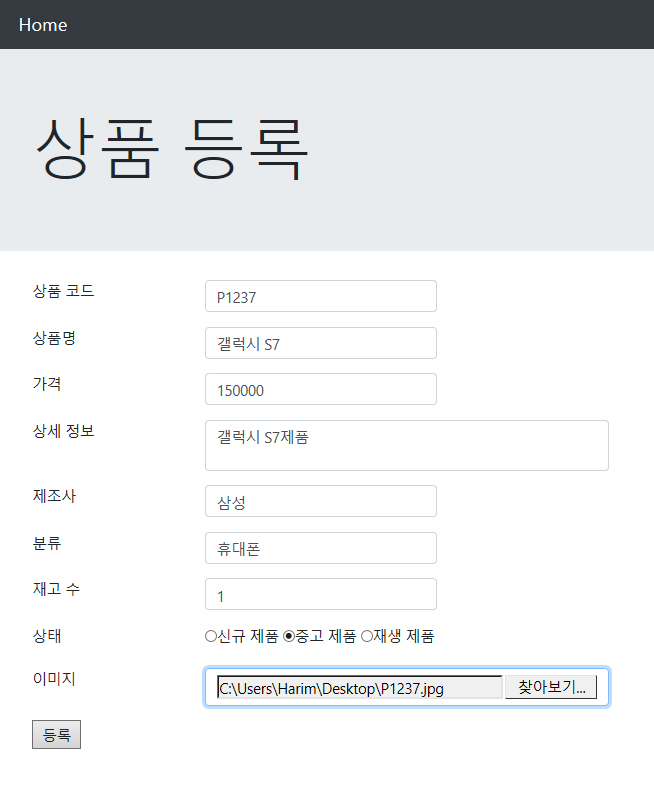 Home
상품 등록
상품 코드 P1237
상품명 갤럭시 S7
가격 150000
상세 정보 갤럭시 S7제품
제조사 삼성
분류 휴대폰
재고 수 1
상태 신규 제품 중고 제품 재생 제품
이미지 C:\Users\Harim\Desktop\P1237.jpg 찾아보기...
등록